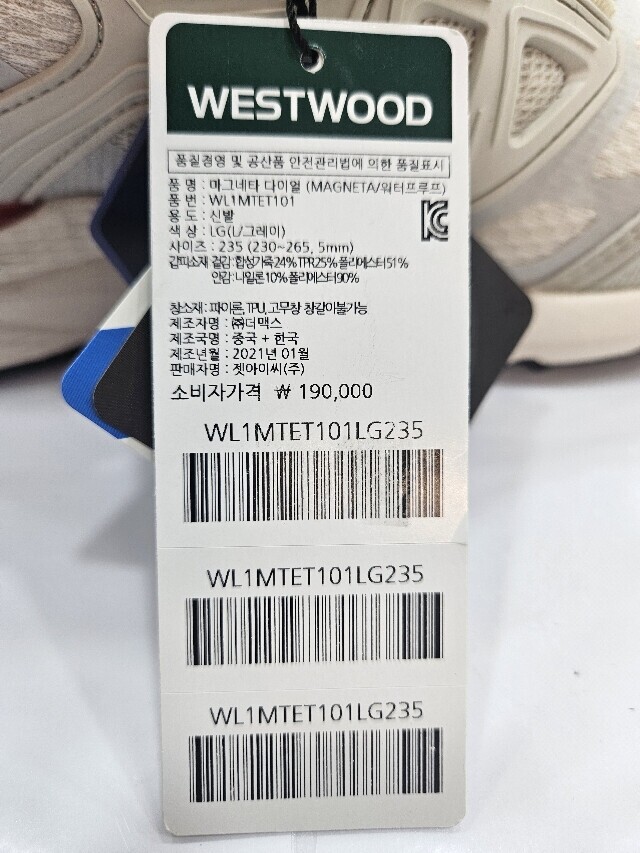 WESTWOOD
품질경영 및 공산품 안전관리법에 의한 품질표시
품 명 : 마그네타 다이얼 (MAGNETA/워터프루프)
품 번 : WL1MTET101
용 도 : 신발
색 상 : LG(L/그레이)
사이즈 : 235 (230~265, 5mm)
갑피소재 겉감:합성가죽24% TPR25% 폴리에스터51%
안감:나일론10% 폴리에스터90%
창소재 : 파이론, TPU, 고무창 창갈이불가능
제조자명 : ㈜더맥스
제조국명 : 중국 + 한국
제조년월 : 2021년 01월
판매자명 : 젯아이씨(주)
소비자가격 ₩ 190,000
WL1MTET101LG235
WL1MTET101LG235
WL1MTET101LG235